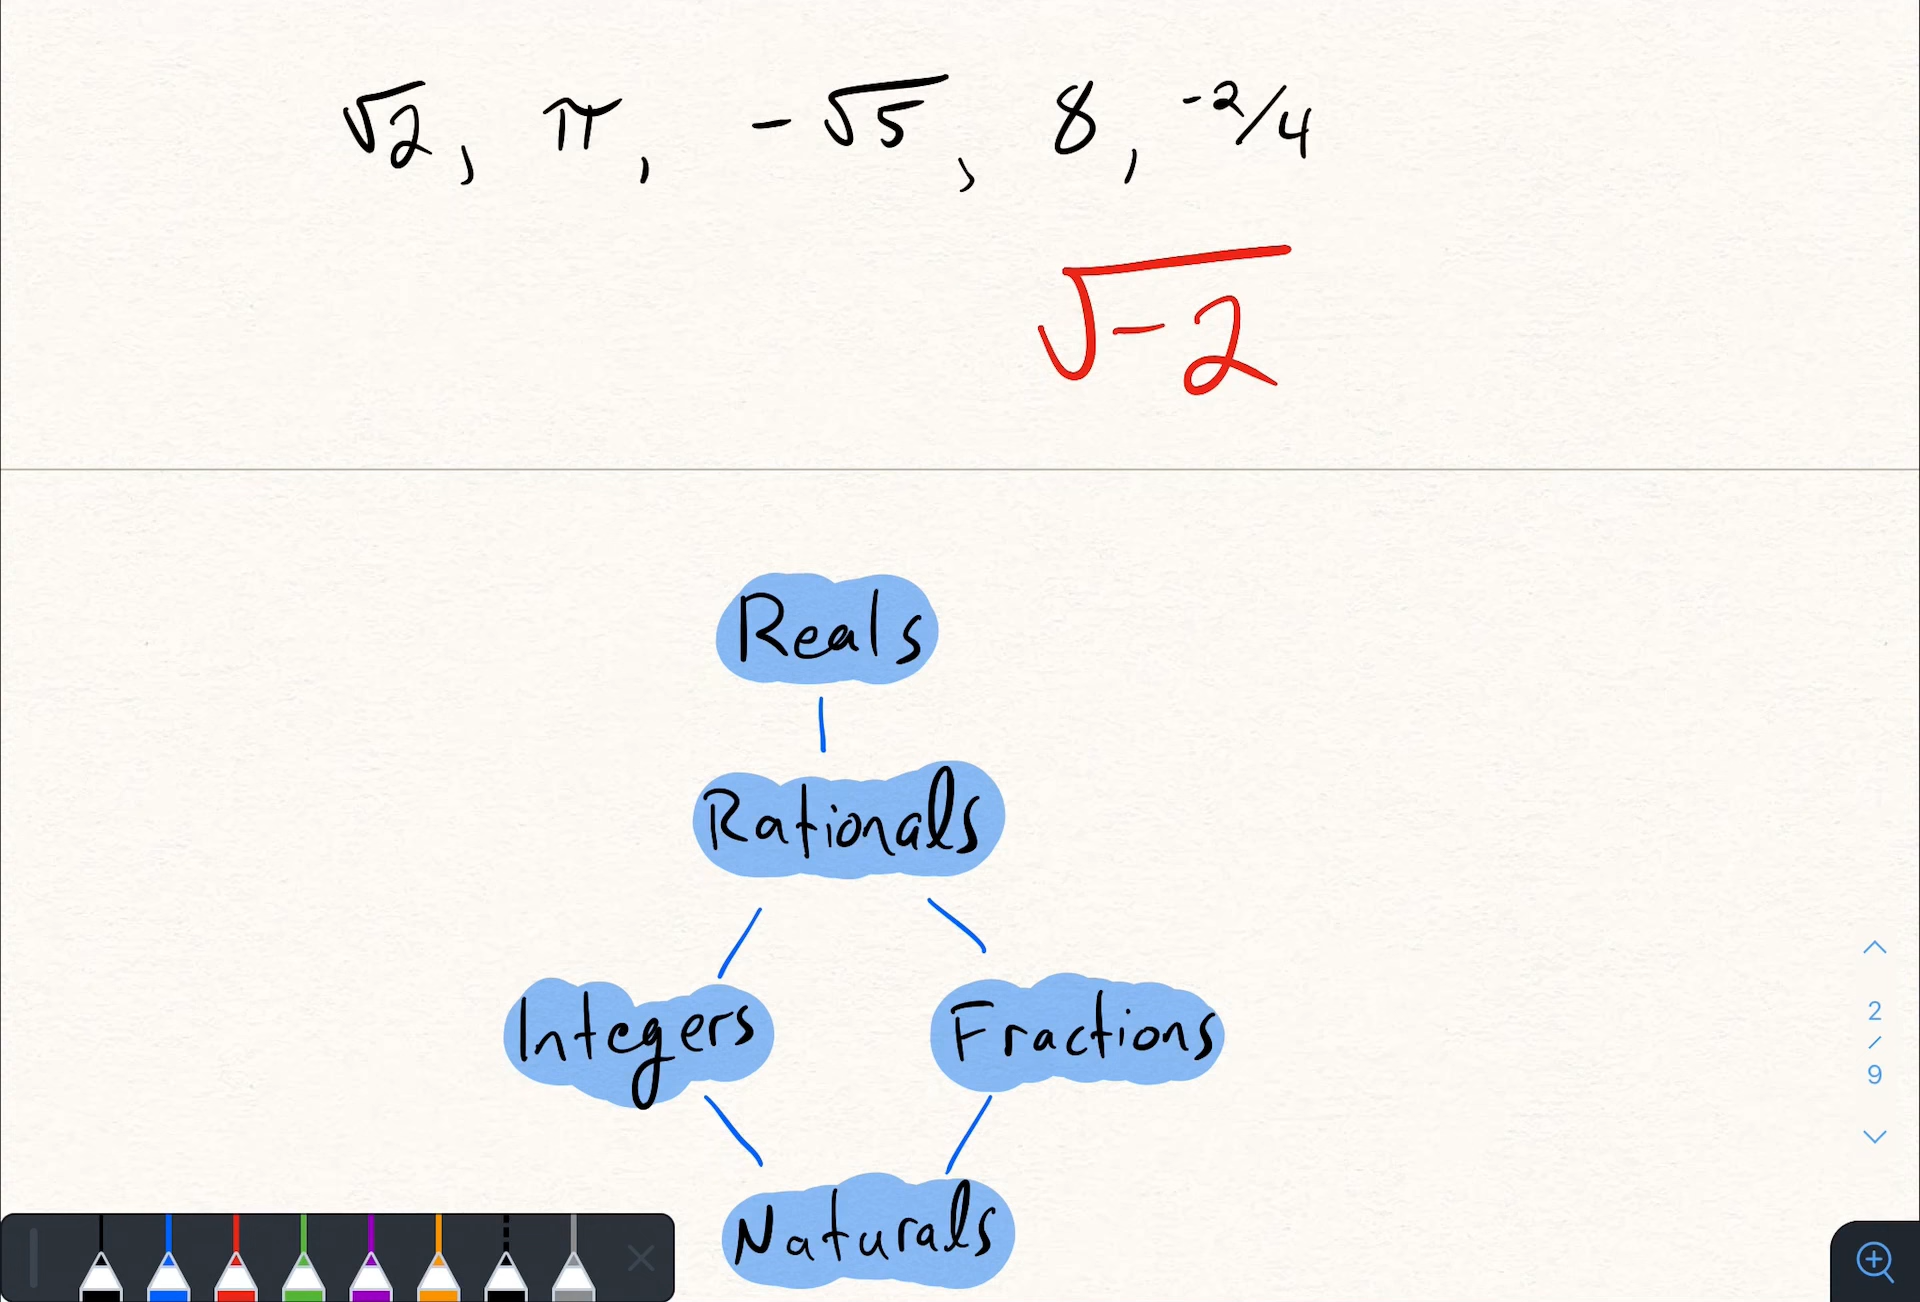 √2, π, -√5, 8, -2/4
√-2
Reals
Rationals
Integers Fractions
Naturals
2
/
9